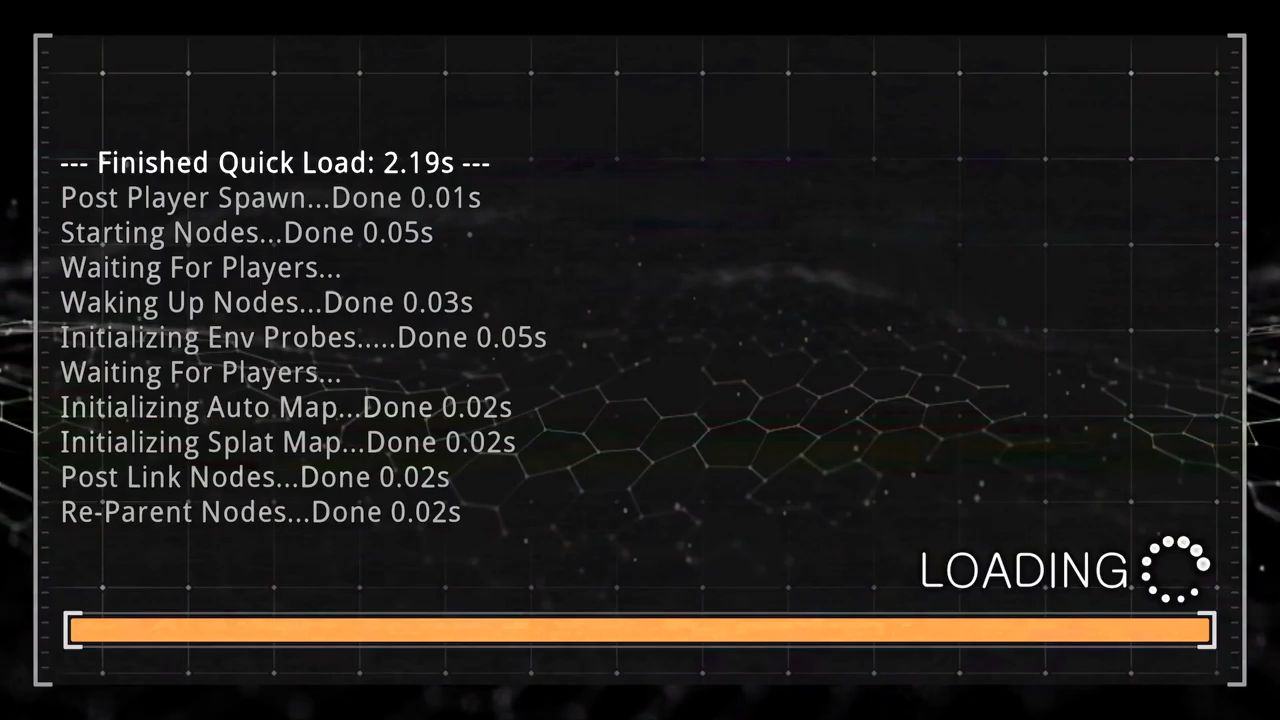 --- Finished Quick Load: 2.19s ---
Post Player Spawn...Done 0.01s
Starting Nodes...Done 0.05s
Waiting For Players...
Waking Up Nodes...Done 0.03s
Initializing Env Probes.....Done 0.05s
Waiting For Players...
Initializing Auto Map...Done 0.02s
Initializing Splat Map...Done 0.02s
Post Link Nodes...Done 0.02s
Re-Parent Nodes...Done 0.02s
LOADING